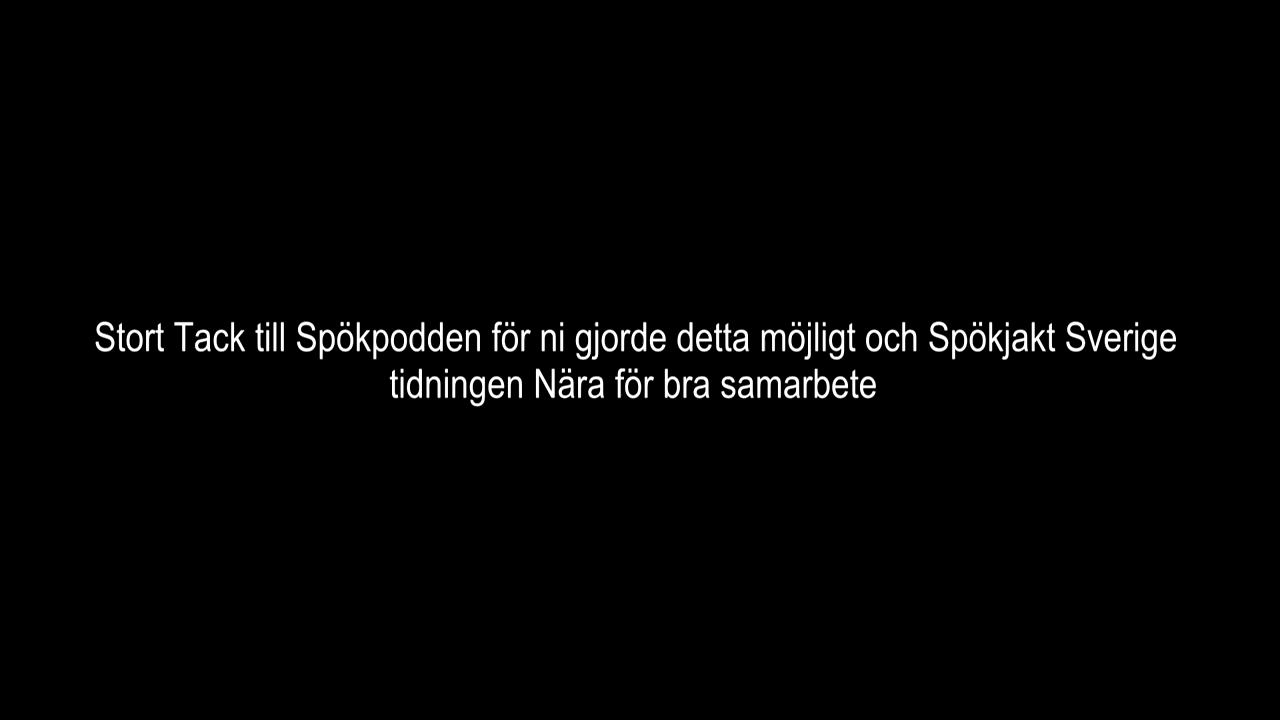 Stort Tack till Spökpodden för ni gjorde detta möjligt och Spökjakt Sverige
tidningen Nära för bra samarbete